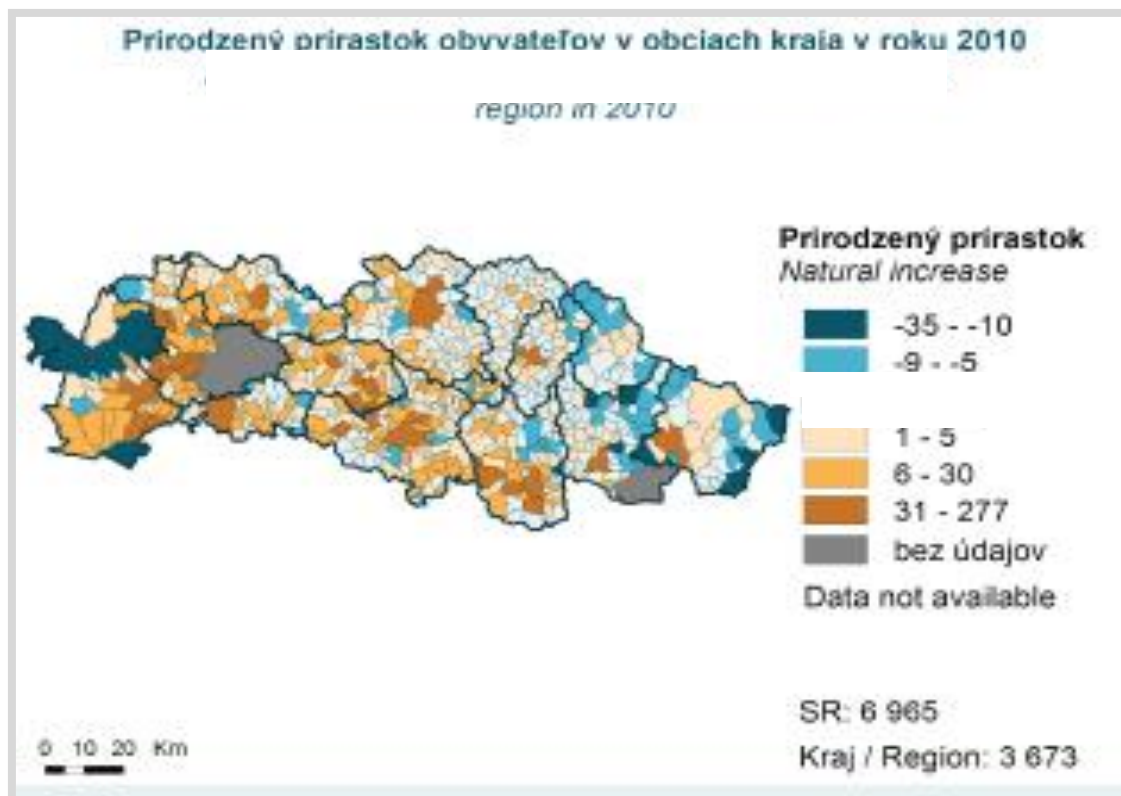 Prirodzený prírastok obyvateľov v obciach kraja v roku 2010
region in 2010
Prirodzený prírastok
Natural increase
-35 - -10
-9 - -5
1 - 5
6 - 30
31 - 277
bez údajov
Data not available
SR: 6 965
Kraj / Region: 3 673
0 10 20 Km